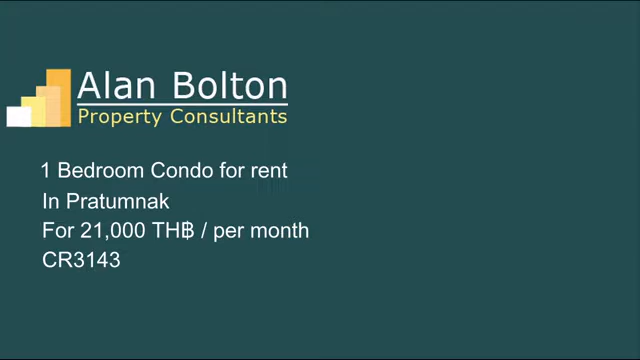 Alan Bolton
Property Consultants
1 Bedroom Condo for rent
In Pratumnak
For 21,000 TH฿ / per month
CR3143